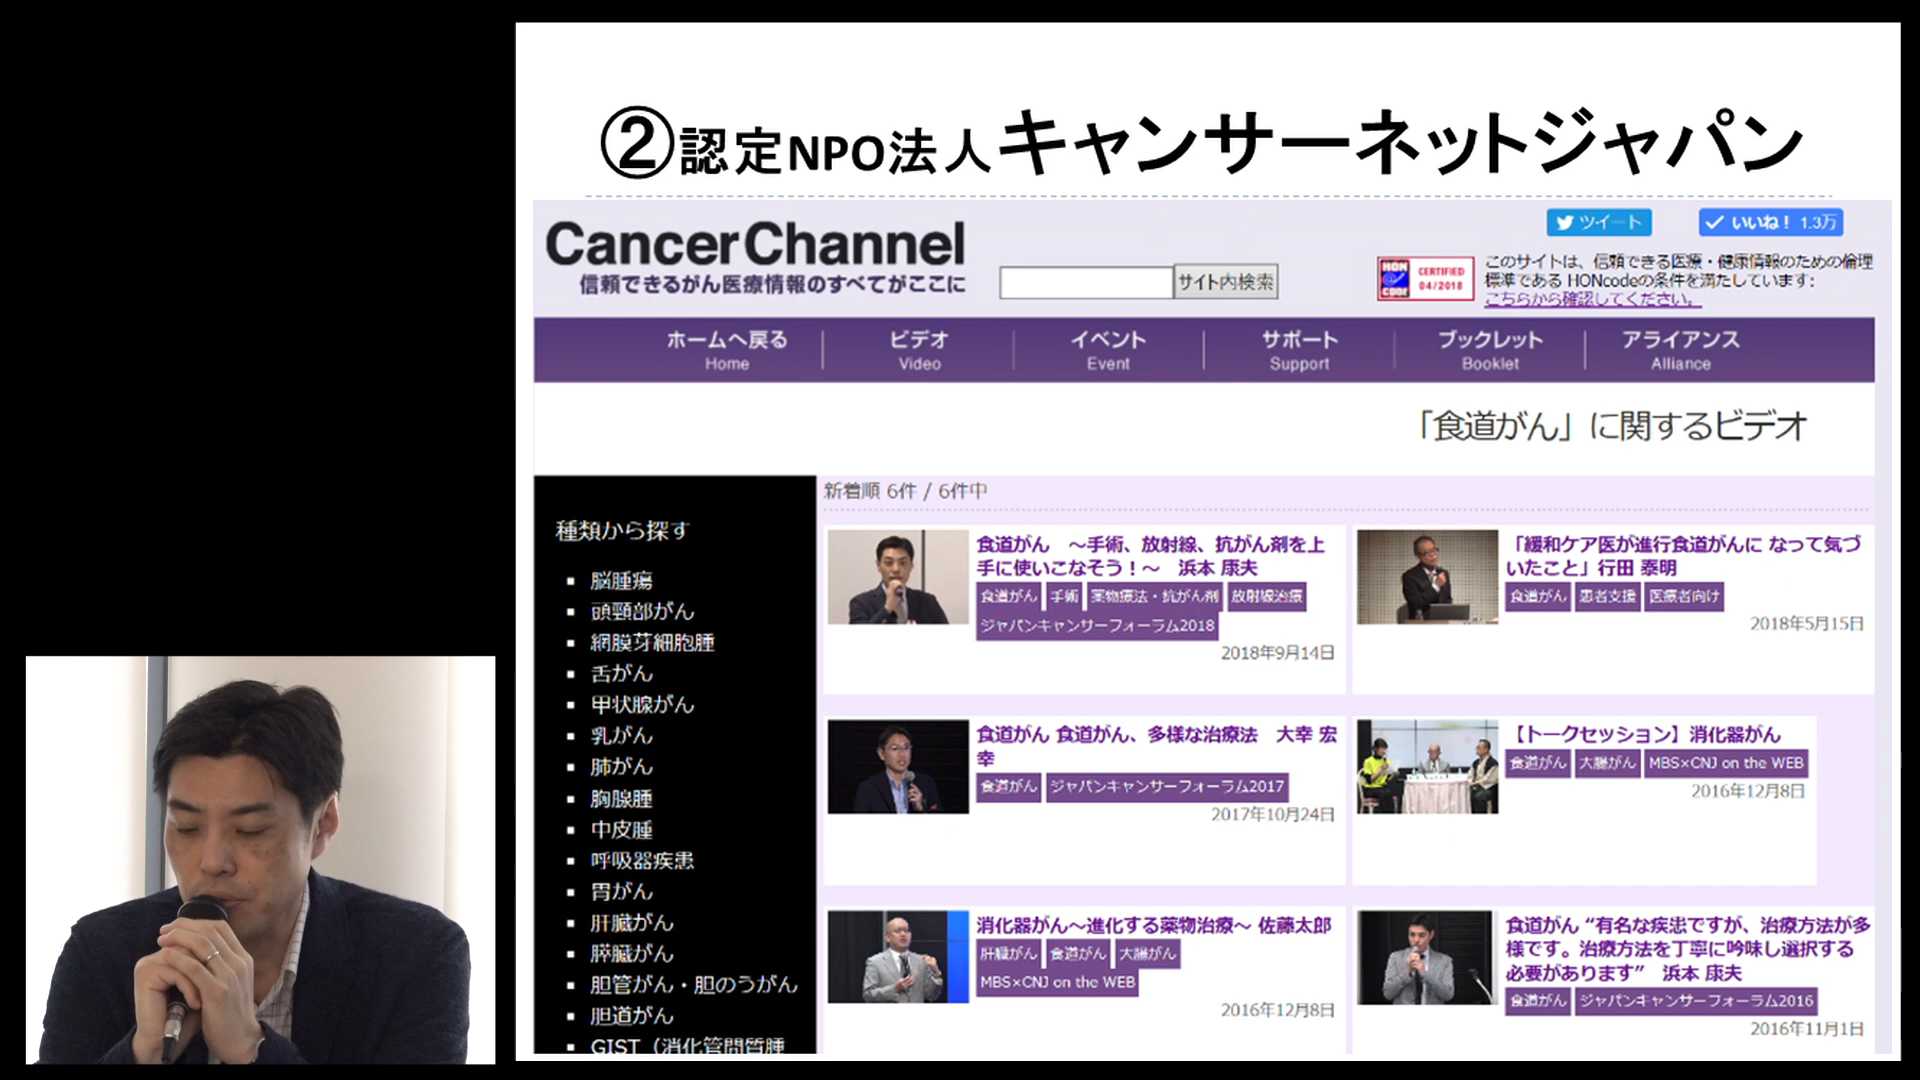 ②認定NPO法人キャンサーネットジャパン
CancerChannel
信頼できるがん医療情報のすべてがここに
サイト内検索
ツイート
いいね！ 1.3万
HON
@
CODE
CERTIFIED
04/2018
このサイトは、信頼できる医療・健康情報のための倫理
標準である HONcodeの条件を満たしています:
こちらから確認してください。
ホームへ戻る
Home
ビデオ
Video
イベント
Event
サポート
Support
ブックレット
Booklet
アライアンス
Alliance
「食道がん」に関するビデオ
種類から探す
脳腫瘍
頭頸部がん
網膜芽細胞腫
舌がん
甲状腺がん
乳がん
肺がん
胸腺腫
中皮腫
呼吸器疾患
胃がん
肝臓がん
膵臓がん
胆管がん・胆のうがん
胆道がん
GIST（消化管間質腫
新着順 6件 / 6件中
食道がん　～手術、放射線、抗がん剤を上
手に使いこなそう！～　浜本 康夫
食道がん 手術 薬物療法・抗がん剤 放射線治療
ジャパンキャンサーフォーラム2018
2018年9月14日
「緩和ケア医が進行食道がんに なって気づ
いたこと」行田 泰明
食道がん 患者支援 医療者向け
2018年5月15日
食道がん 食道がん、多様な治療法　大幸 宏
幸
食道がん ジャパンキャンサーフォーラム2017
2017年10月24日
【トークセッション】消化器がん
食道がん 大腸がん MBS×CNJ on the WEB
2016年12月8日
消化器がん～進化する薬物治療～ 佐藤太郎
肝臓がん 食道がん 大腸がん
MBS×CNJ on the WEB
2016年12月8日
食道がん “有名な疾患ですが、治療方法が多
様です。治療方法を丁寧に吟味し選択する
必要があります”　浜本 康夫
食道がん ジャパンキャンサーフォーラム2016
2016年11月1日